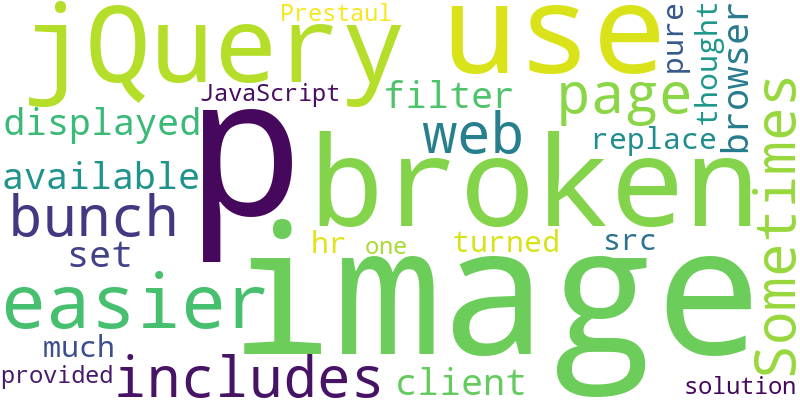 Prestaul
jQuery
use
pure
thought
browser
JavaScript
filter
page
displayed
p
web
replace
Sometimes
available
broken
bunch
hr
one
turned
src
set
image
easier
much
provided
includes
client
solution